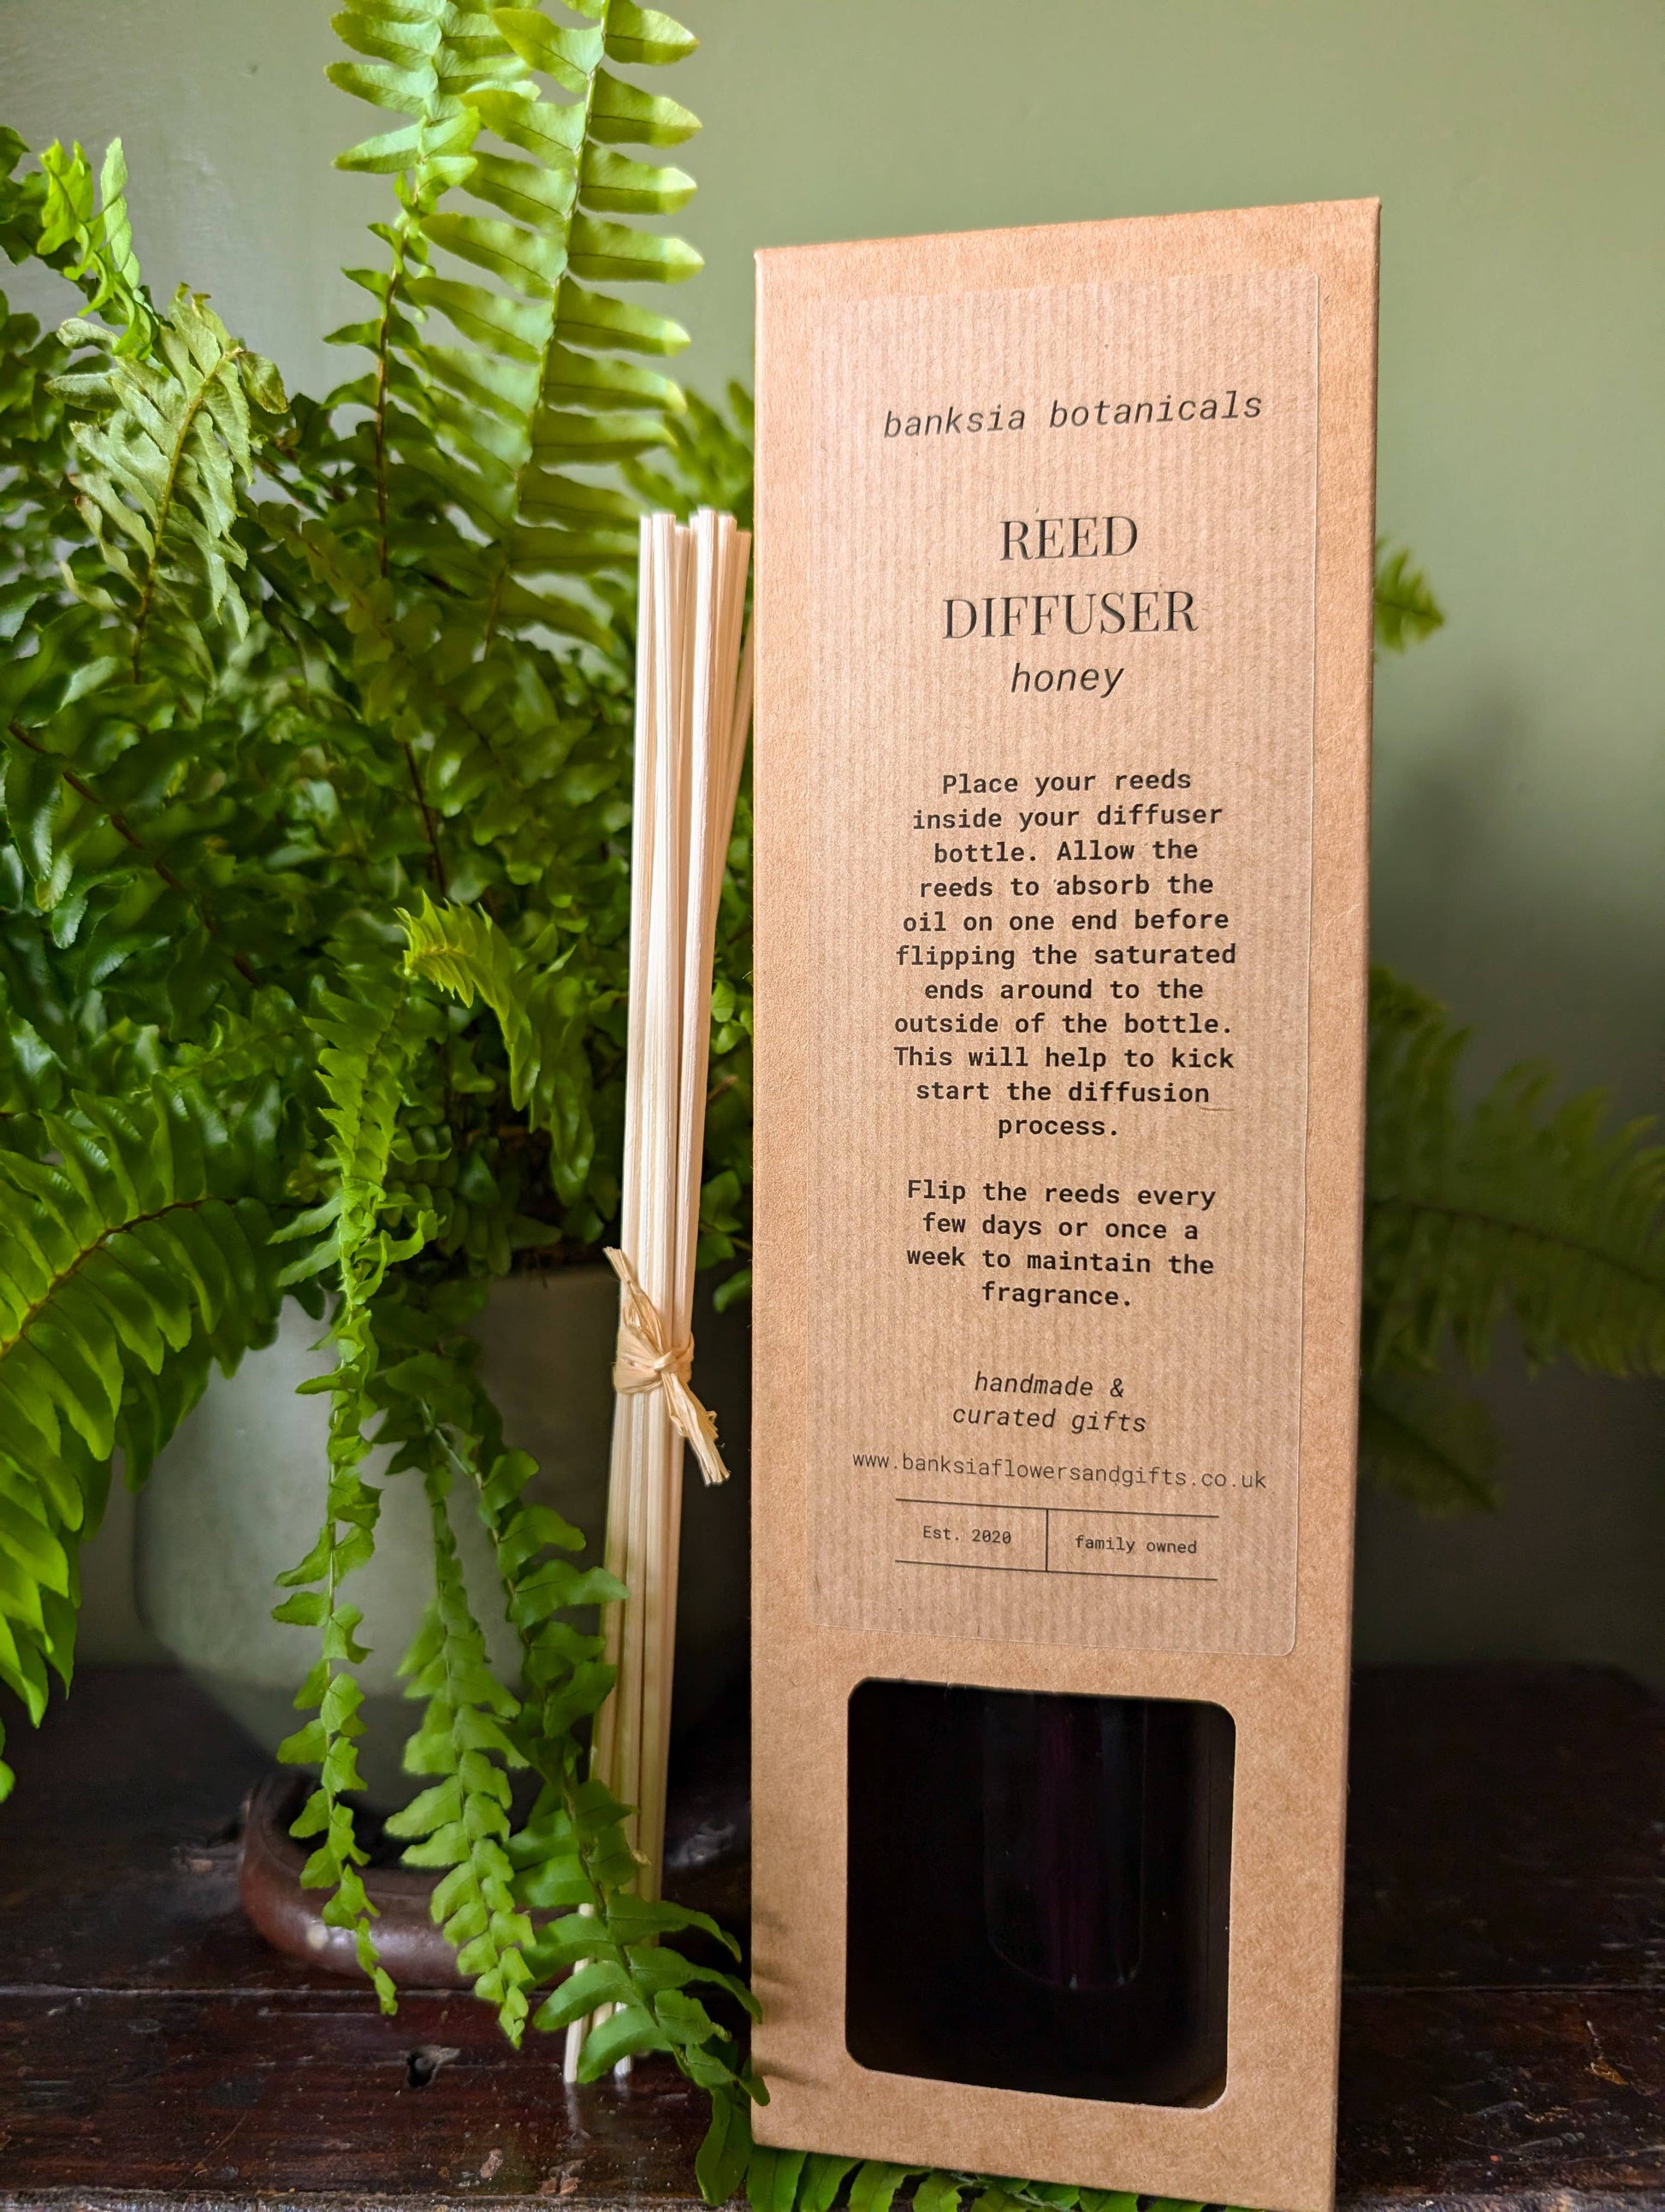 banksia botanicals
REED
DIFFUSER
honey
Place your reeds
inside your diffuser
bottle. Allow the
reeds to absorb the
oil on one end before
flipping the saturated
ends around to the
outside of the bottle.
This will help to kick
start the diffusion
process.
Flip the reeds every
few days or once a
week to maintain the
fragrance.
handmade &
curated gifts
www.banksiaflowersandgifts.co.uk
Est. 2020
family owned